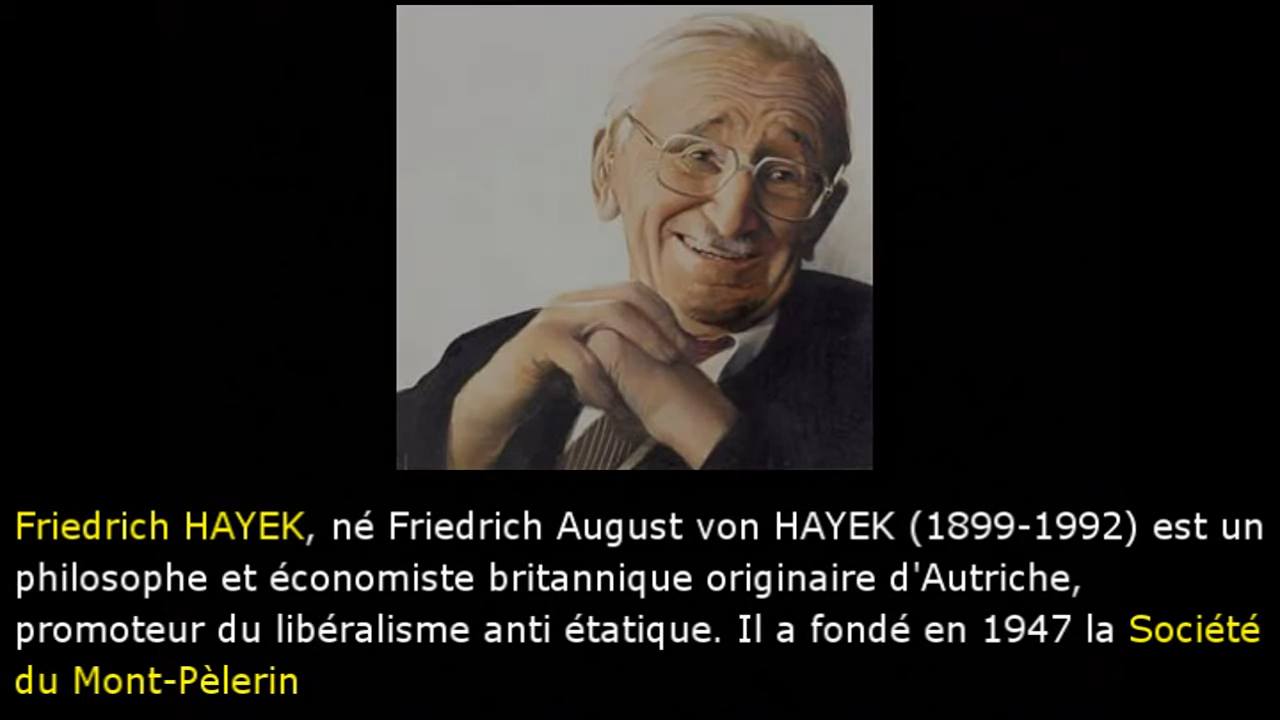 Friedrich HAYEK, né Friedrich August von HAYEK (1899-1992) est un
philosophe et économiste britannique originaire d'Autriche,
promoteur du libéralisme anti étatique. Il a fondé en 1947 la Société
du Mont-Pèlerin